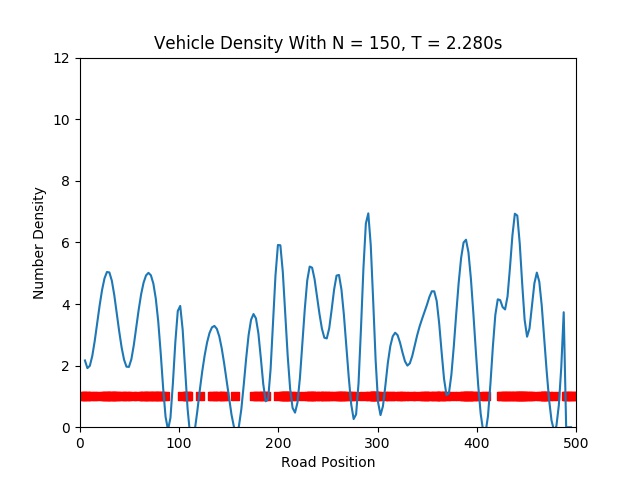 Vehicle Density With N = 150, T = 2.280s
12
10
8
6
4
2
0
Number Density
0 100 200 300 400 500
Road Position